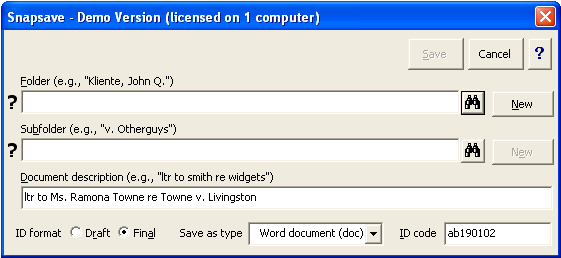 Snapsave - Demo Version (licensed on 1 computer)
Save Cancel ?
Folder (e.g., "Kliente, John Q.")
? New
Subfolder (e.g., "v. Otherguys")
? New
Document description (e.g., "ltr to smith re widgets")
ltr to Ms. Ramona Towne re Towne v. Livingston
ID format Draft Final Save as type Word document (doc) ID code ab190102